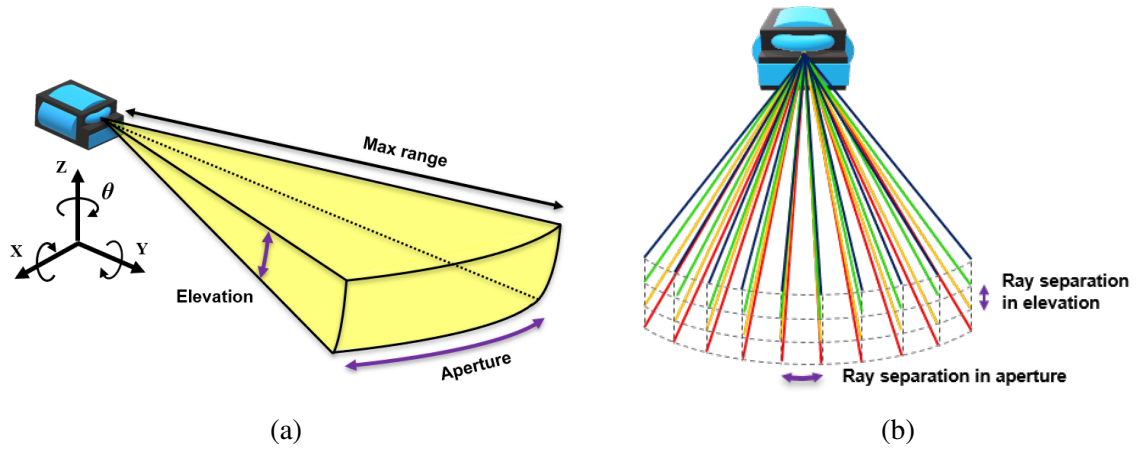 Max range
Z
θ
X
Y
Elevation
Aperture
Ray separation
in elevation
Ray separation in aperture
(a)
(b)